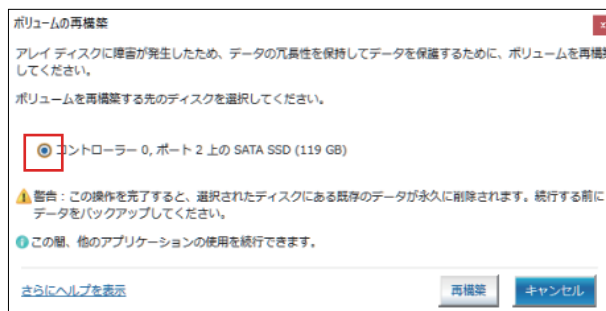 ボリュームの再構築
アレイ ディスクに障害が発生したため、データの冗長性を保持してデータを保護するために、ボリュームを再構築
してください。
ボリュームを再構築する先のディスクを選択してください。
コントローラー 0, ポート 2 上の SATA SSD (119 GB)
警告：この操作を完了すると、選択されたディスクにある既存のデータが永久に削除されます。続行する前に
データをバックアップしてください。
この間、他のアプリケーションの使用を続行できます。
さらにヘルプを表示
再構築
キャンセル